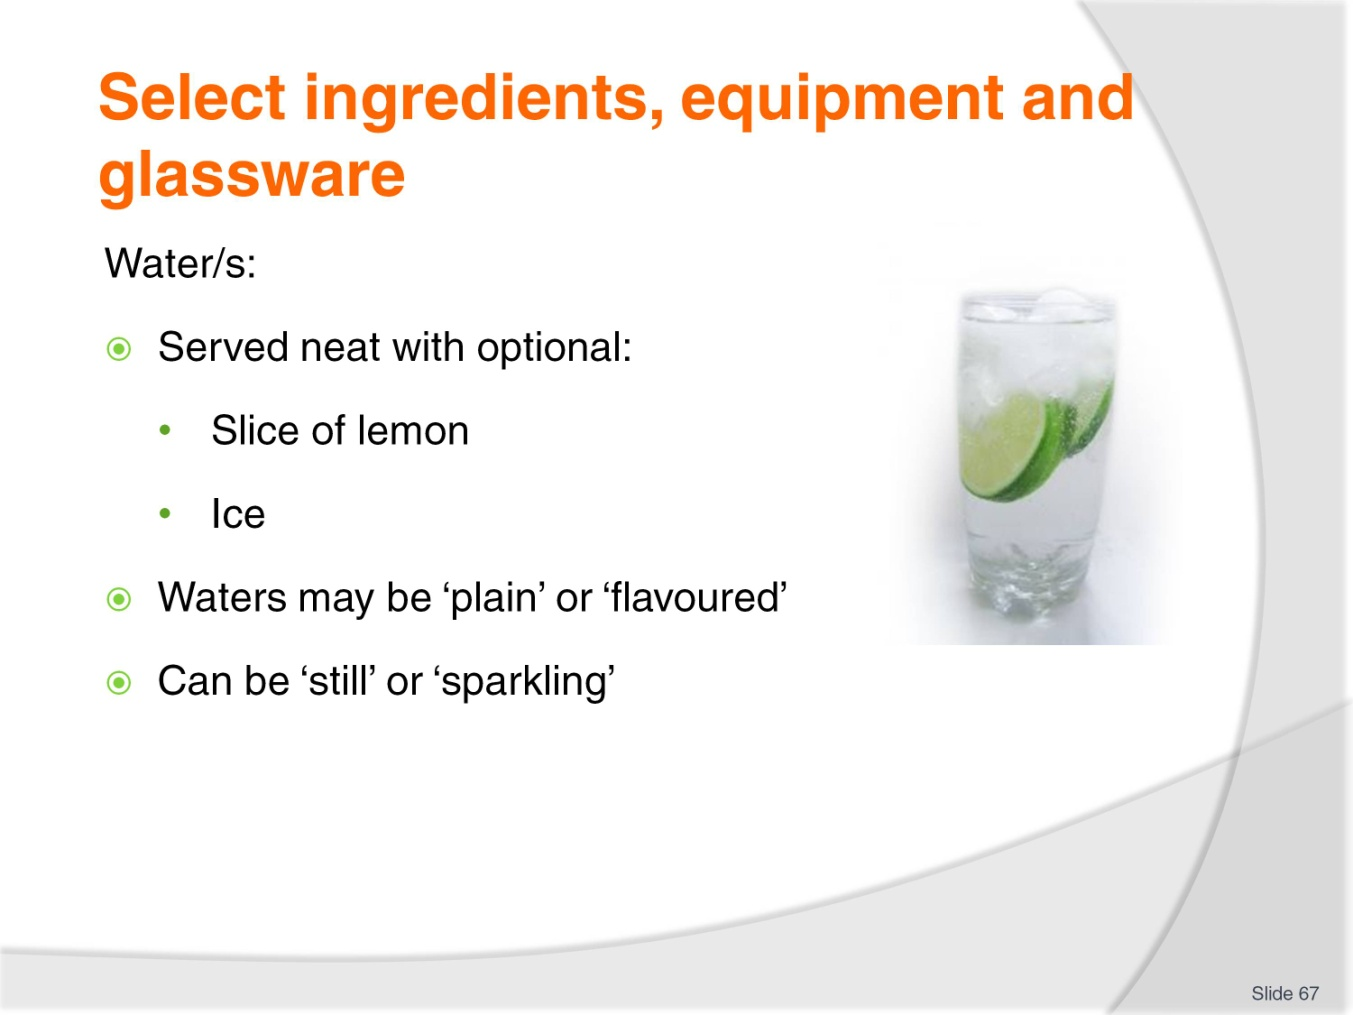 Select ingredients, equipment and
glassware
Water/s:
Served neat with optional:
Slice of lemon
Ice
Waters may be ‘plain’ or ‘flavoured’
Can be ‘still’ or ‘sparkling’
Slide 67